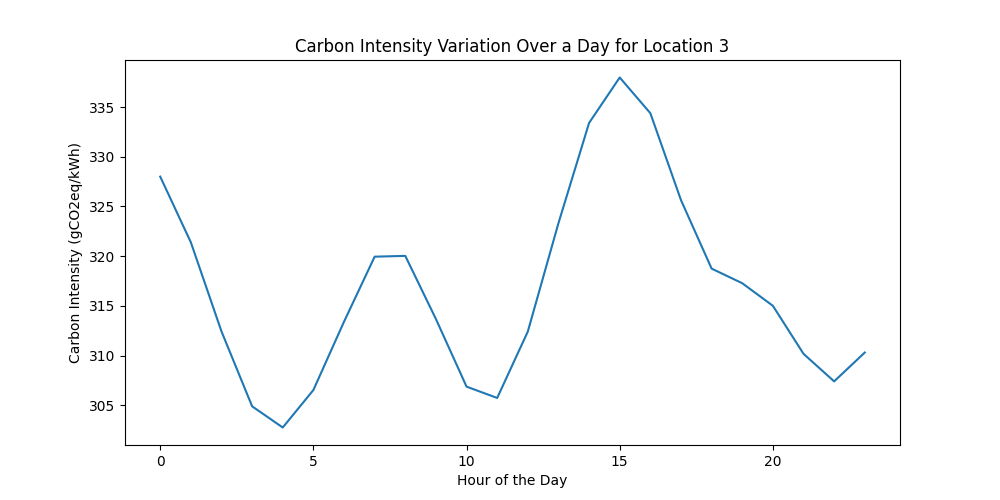 Carbon Intensity Variation Over a Day for Location 3
Carbon Intensity (gCO2eq/kWh)
335
330
325
320
315
310
305
0 5 10 15 20
Hour of the Day